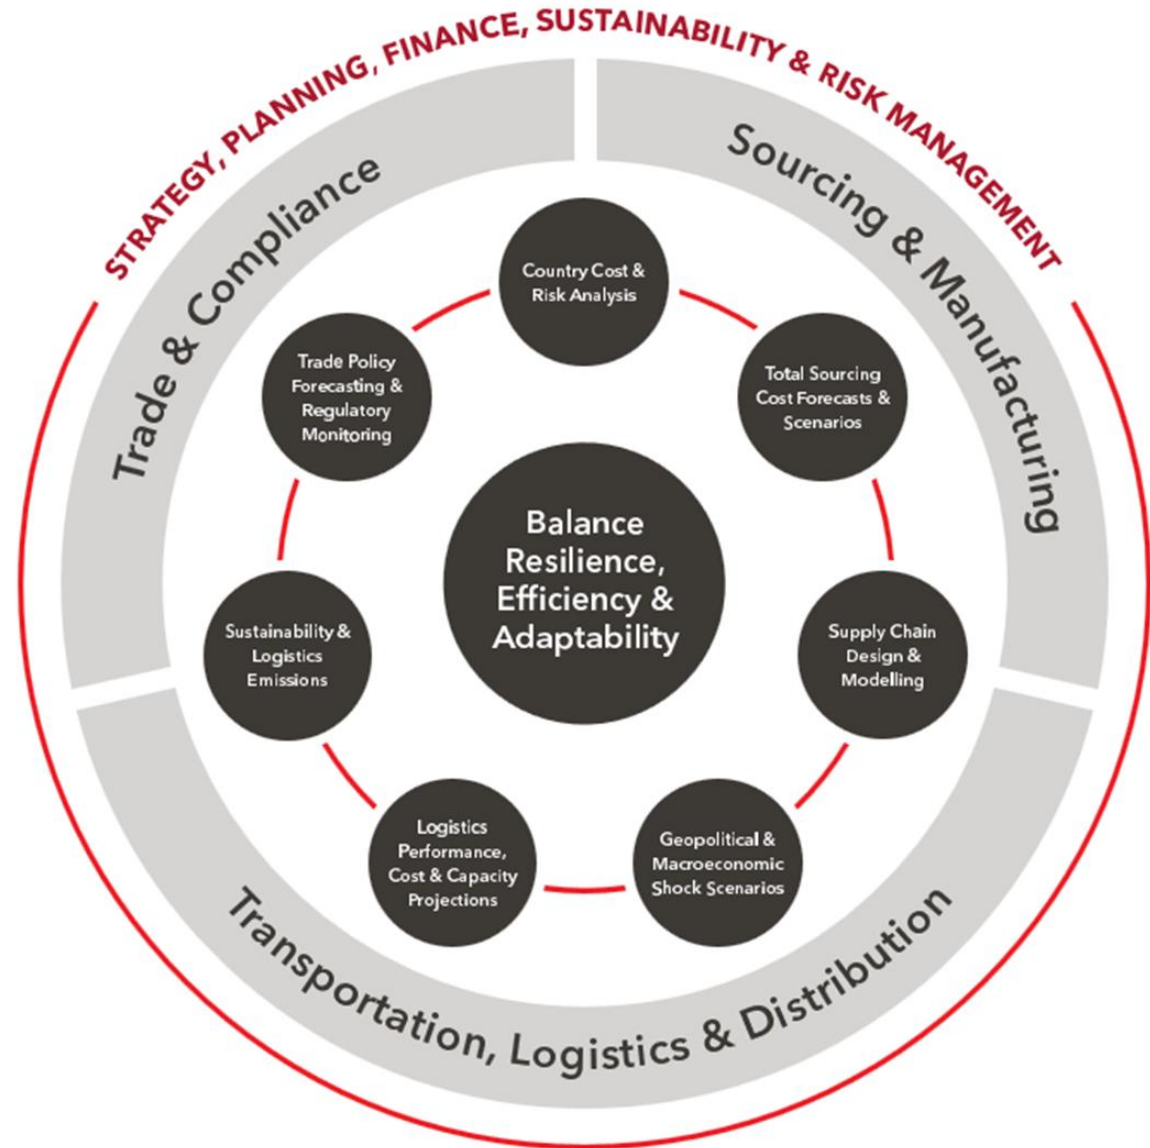 STRATEGY, PLANNING, FINANCE, SUSTAINABILITY & RISK MANAGEMENT
Trade & Compliance
Sourcing & Manufacturing
Country Cost &
Risk Analysis
Trade Policy
Forecasting &
Regulatory
Monitoring
Total Sourcing
Cost Forecasts &
Scenarios
Balance
Resilience,
Efficiency &
Adaptability
Sustainability &
Logistics
Emissions
Supply Chain
Design &
Modelling
Logistics
Performance,
Cost & Capacity
Projections
Geopolitical &
Macroeconomic
Shock Scenarios
Transportation, Logistics & Distribution